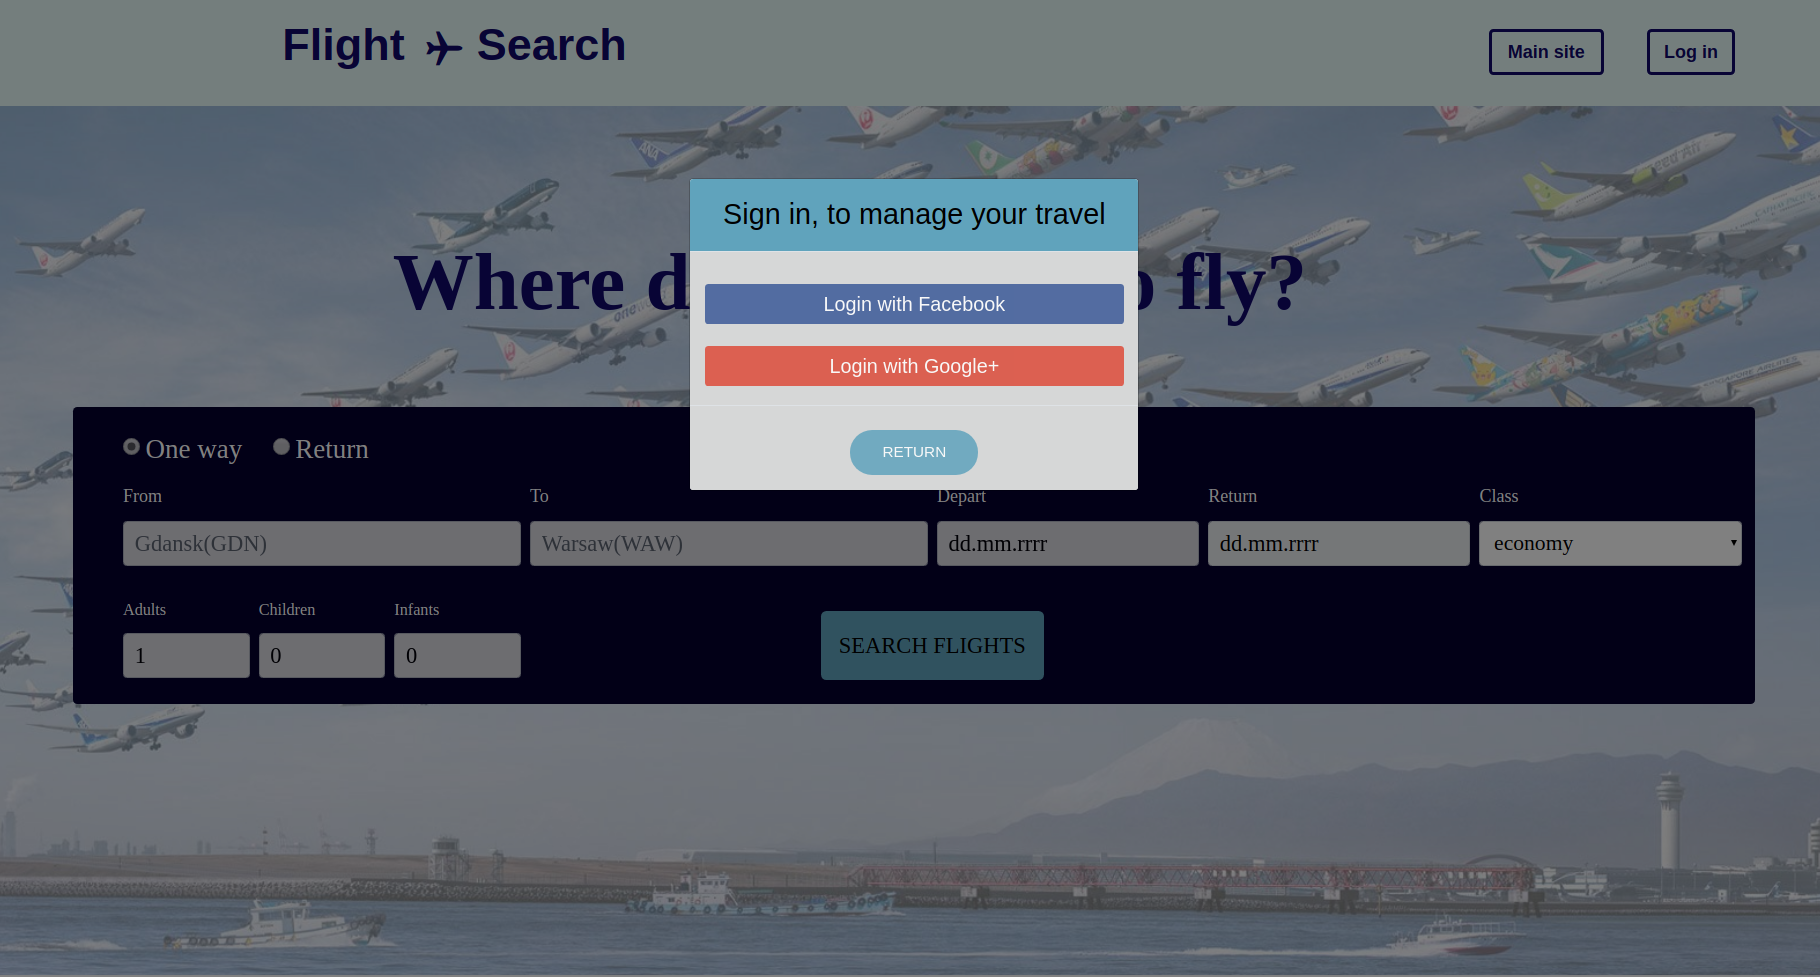 Flight Search
Main site
Log in
ANA
Sign in, to manage your travel
Where d fly?
Login with Facebook
Login with Google+
One way
Return
RETURN
From
To
Depart
Return
Class
Gdansk(GDN)
Warsaw(WAW)
dd.mm.rrrr
dd.mm.rrrr
economy
Adults
Children
Infants
1
0
0
SEARCH FLIGHTS